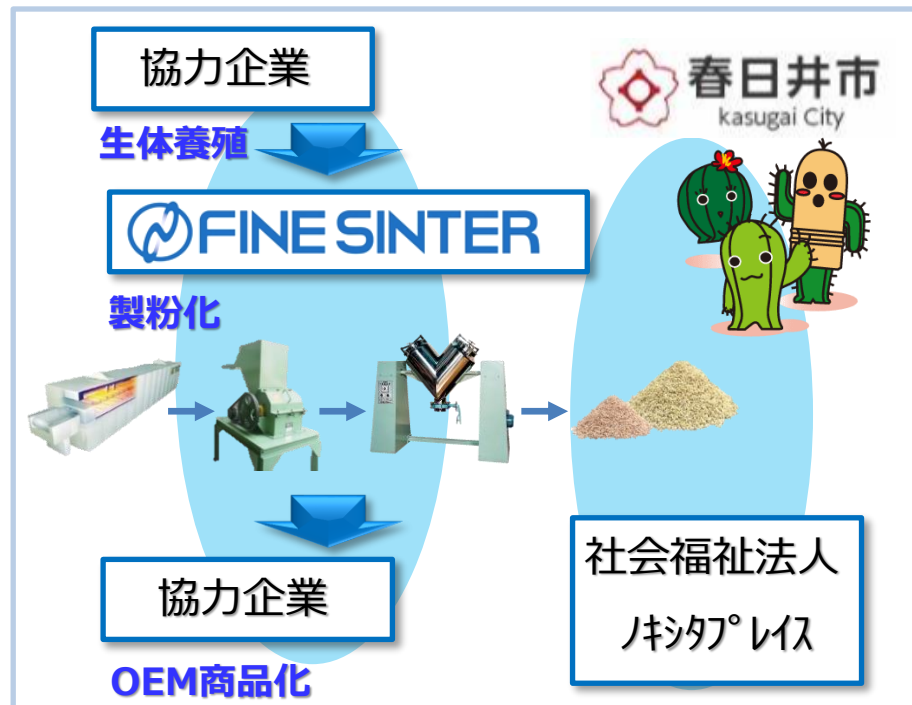 協力企業
生体養殖
FINE SINTER
製粉化
協力企業
OEM商品化
春日井市
kasugai City
社会福祉法人
ﾉｷｼﾀﾌﾟﾚｲｽ